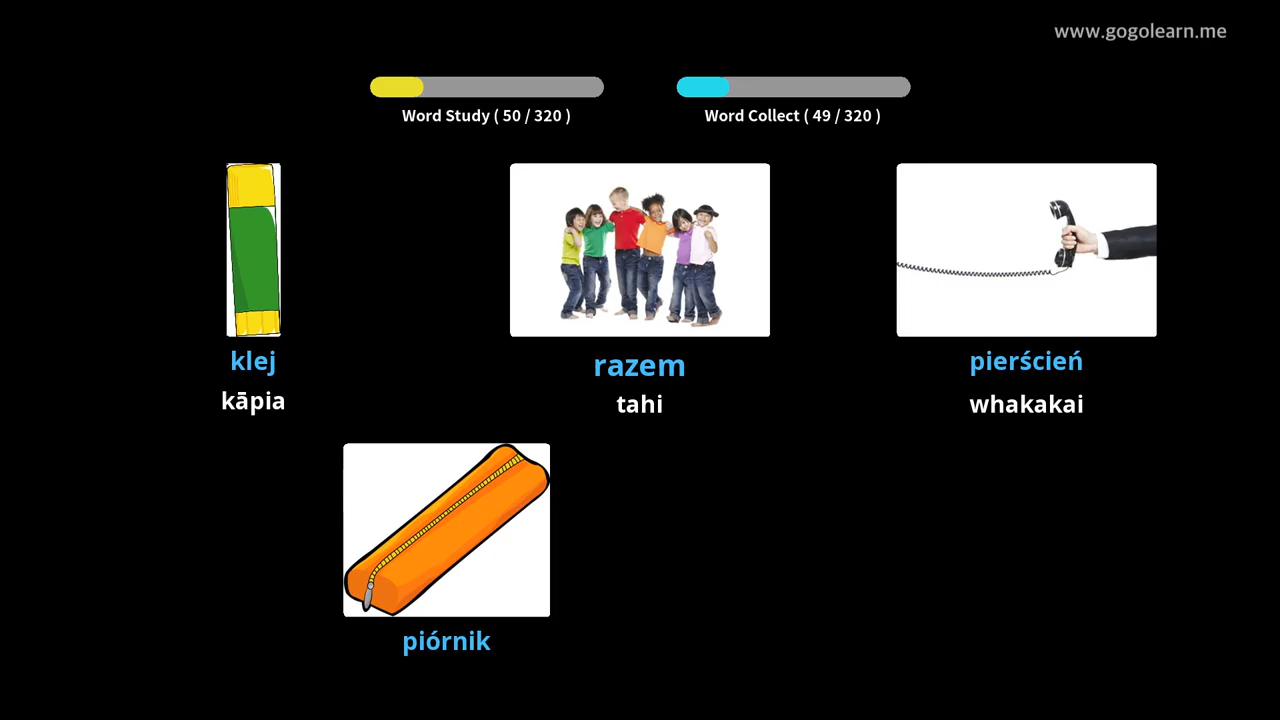 www.gogolearn.me
Word Study ( 50 / 320 )
Word Collect ( 49 / 320 )
klej
kāpia
razem
tahi
pierścień
whakakai
piórnik